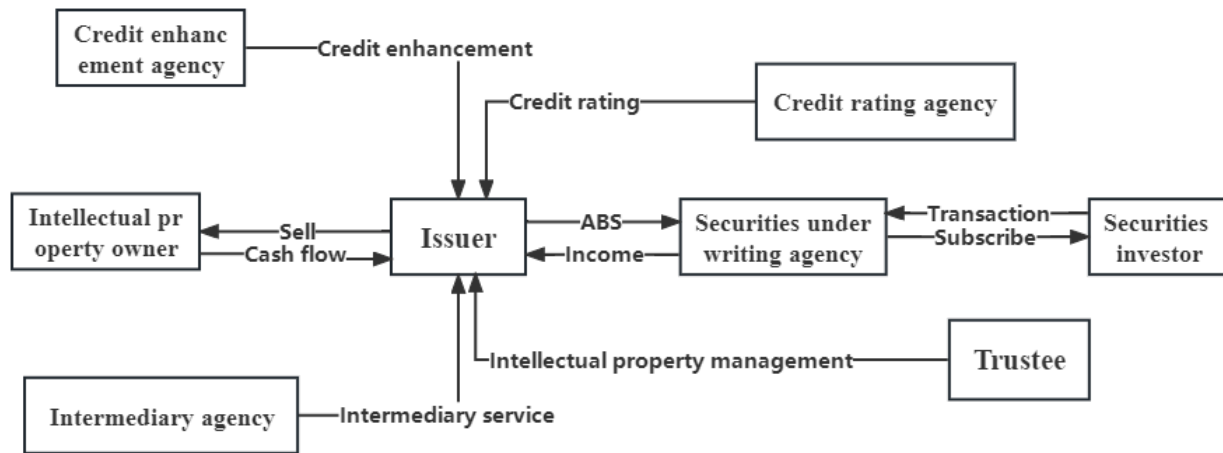 Credit enhanc
ement agency
Credit enhancement
Credit rating
Credit rating agency
Intellectual pr
operty owner
Sell
Cash flow
Issuer
ABS
Income
Securities under
writing agency
Transaction
Subscribe
Securities
investor
Intellectual property management
Trustee
Intermediary agency
Intermediary service